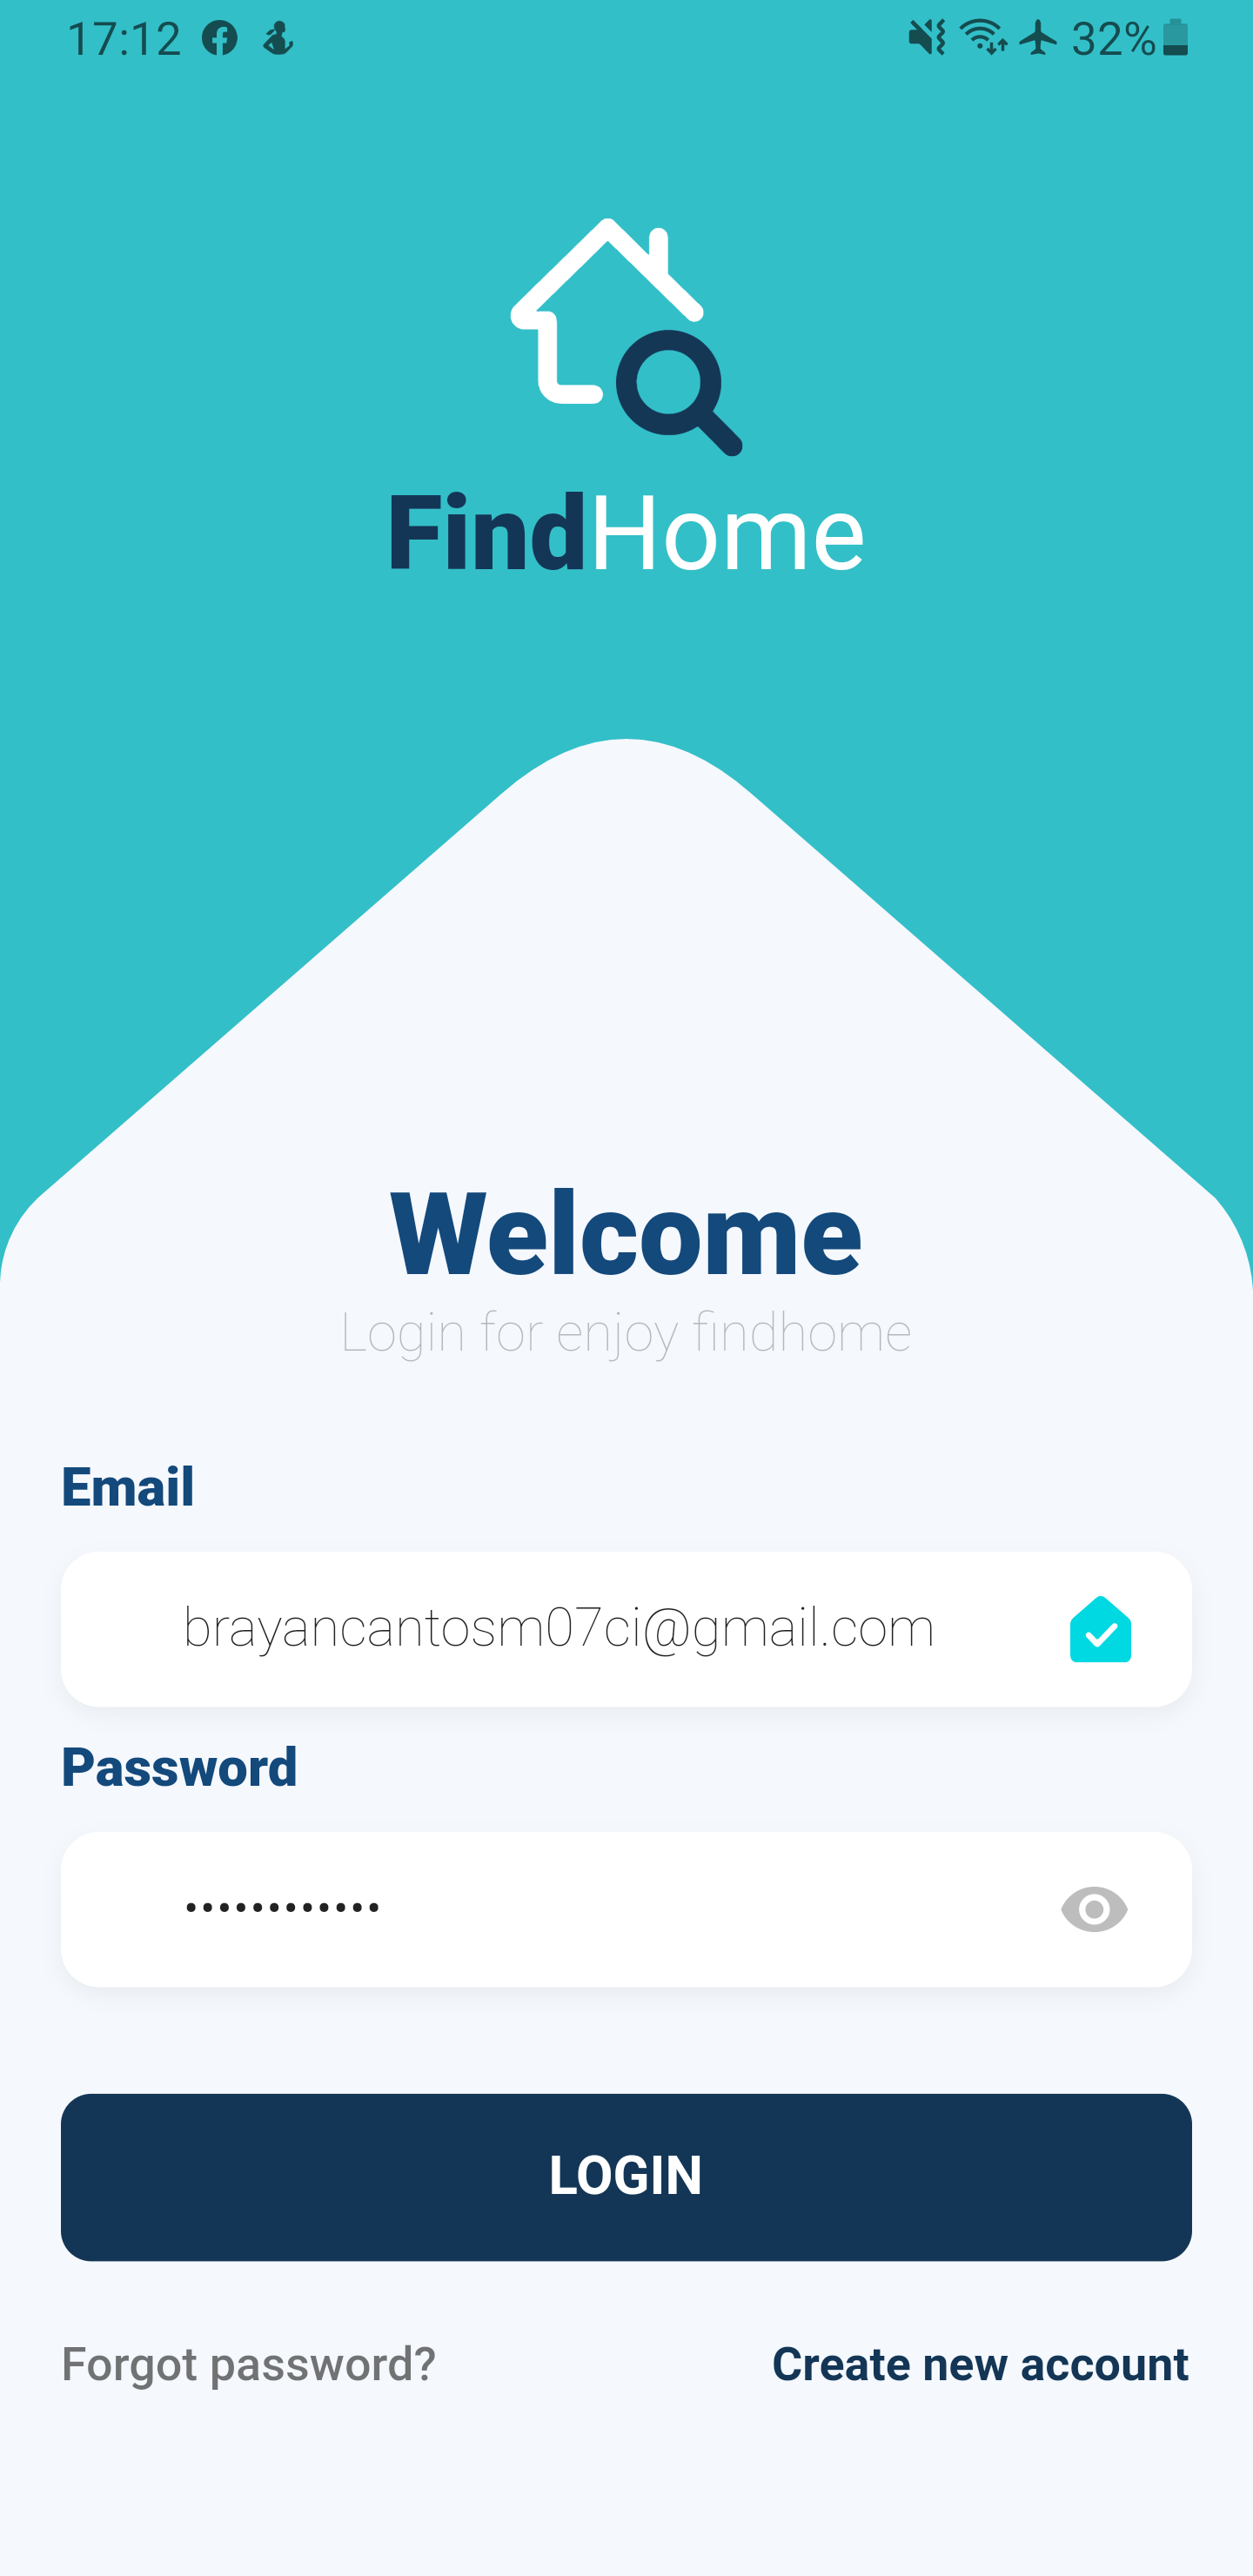 17:12 32%
FindHome
Welcome
Login for enjoy findhome
Email
brayancantosm07ci@gmail.com
Password
••••••••••••
LOGIN
Forgot password? Create new account